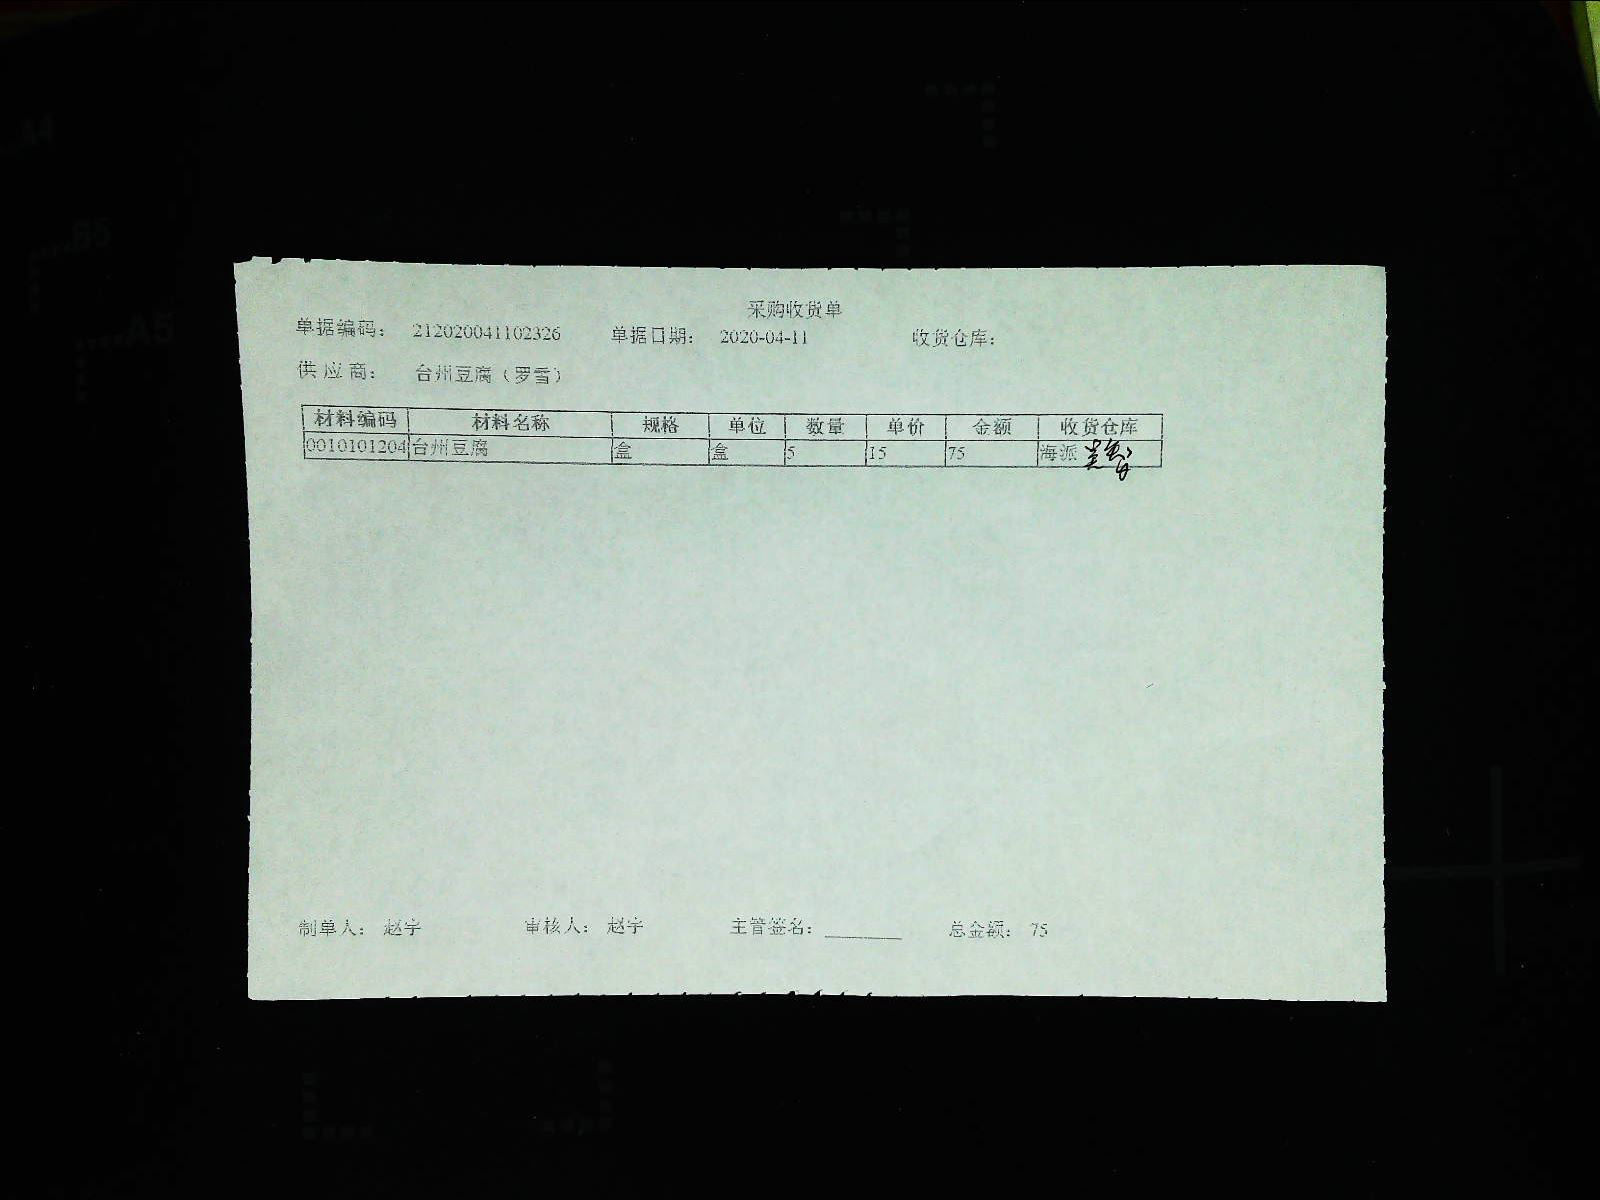 采购收货单
单据编码: 212020041102326 单据日期: 2020-04-11 收货仓库:
供应商: 台州豆腐(罗雪)
材料编码 材料名称 规格 单位 数量 单价 金额 收货仓库
0010101204 台州豆腐 盒 盒 5 15 75 海派
制单人: 赵宇 审核人: 赵宇 主管签名: 总金额: 75
A4
B5
A5